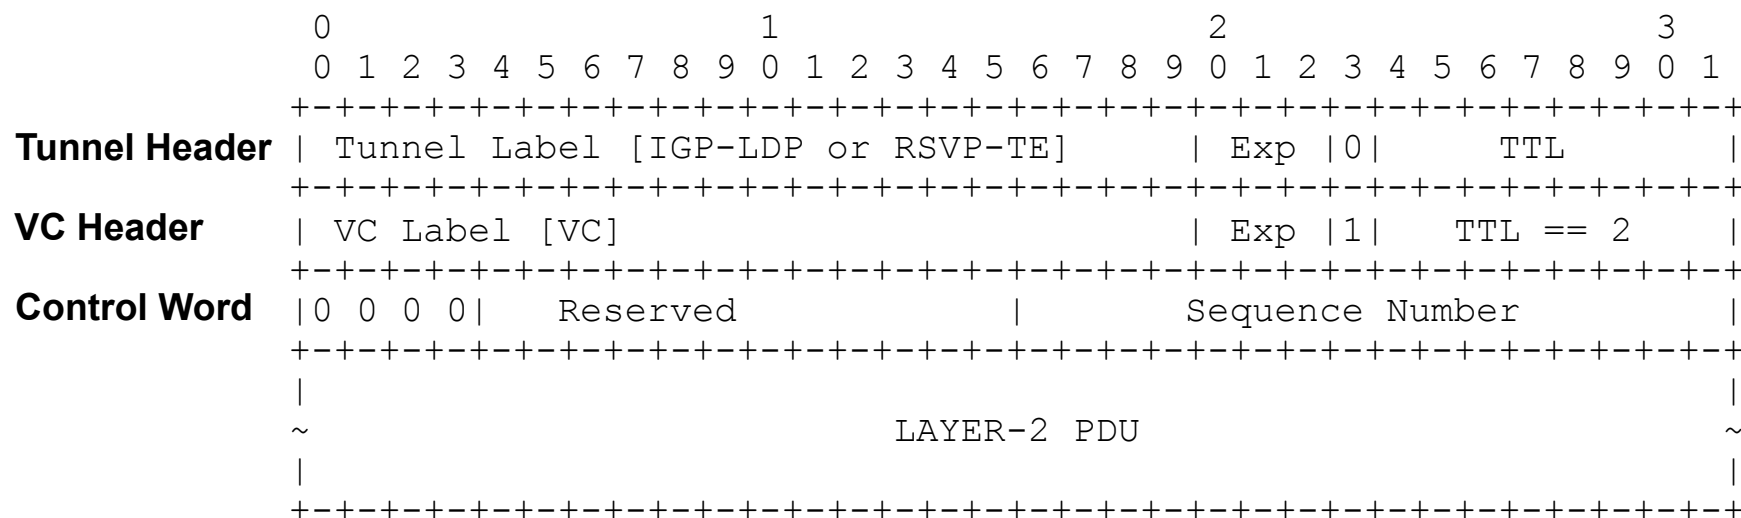 0                   1                   2                   3
0 1 2 3 4 5 6 7 8 9 0 1 2 3 4 5 6 7 8 9 0 1 2 3 4 5 6 7 8 9 0 1
+-+-+-+-+-+-+-+-+-+-+-+-+-+-+-+-+-+-+-+-+-+-+-+-+-+-+-+-+-+-+-+-+
Tunnel Header | Tunnel Label [IGP-LDP or RSVP-TE]     | Exp |0|     TTL       |
+-+-+-+-+-+-+-+-+-+-+-+-+-+-+-+-+-+-+-+-+-+-+-+-+-+-+-+-+-+-+-+-+
VC Header | VC Label [VC]                         | Exp |1|   TTL == 2    |
+-+-+-+-+-+-+-+-+-+-+-+-+-+-+-+-+-+-+-+-+-+-+-+-+-+-+-+-+-+-+-+-+
Control Word |0 0 0 0|   Reserved            |       Sequence Number         |
+-+-+-+-+-+-+-+-+-+-+-+-+-+-+-+-+-+-+-+-+-+-+-+-+-+-+-+-+-+-+-+-+
|                                                               |
~                          LAYER-2 PDU                          ~
|                                                               |
+-+-+-+-+-+-+-+-+-+-+-+-+-+-+-+-+-+-+-+-+-+-+-+-+-+-+-+-+-+-+-+-+